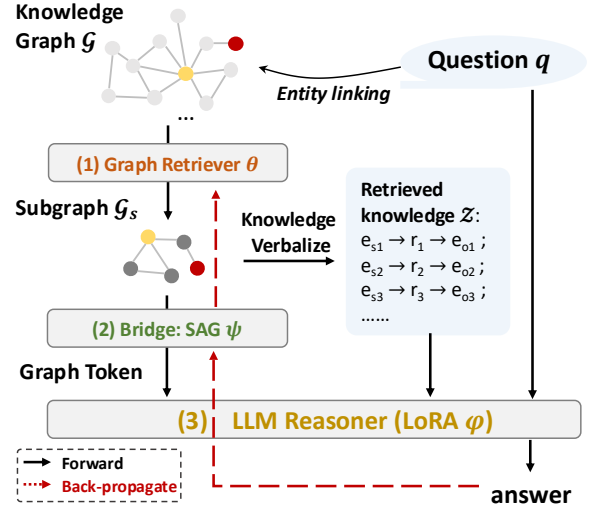 Knowledge
Graph 𝒢
Question q
Entity linking
...
(1) Graph Retriever θ
Subgraph 𝒢ₛ
Knowledge
Verbalize
Retrieved
knowledge 𝒵:
eₛ₁ → r₁ → eₒ₁ ;
eₛ₂ → r₂ → eₒ₂ ;
eₛ₃ → r₃ → eₒ₃ ;
......
(2) Bridge: SAG ψ
Graph Token
(3) LLM Reasoner (LoRA φ)
Forward
Back-propagate
answer